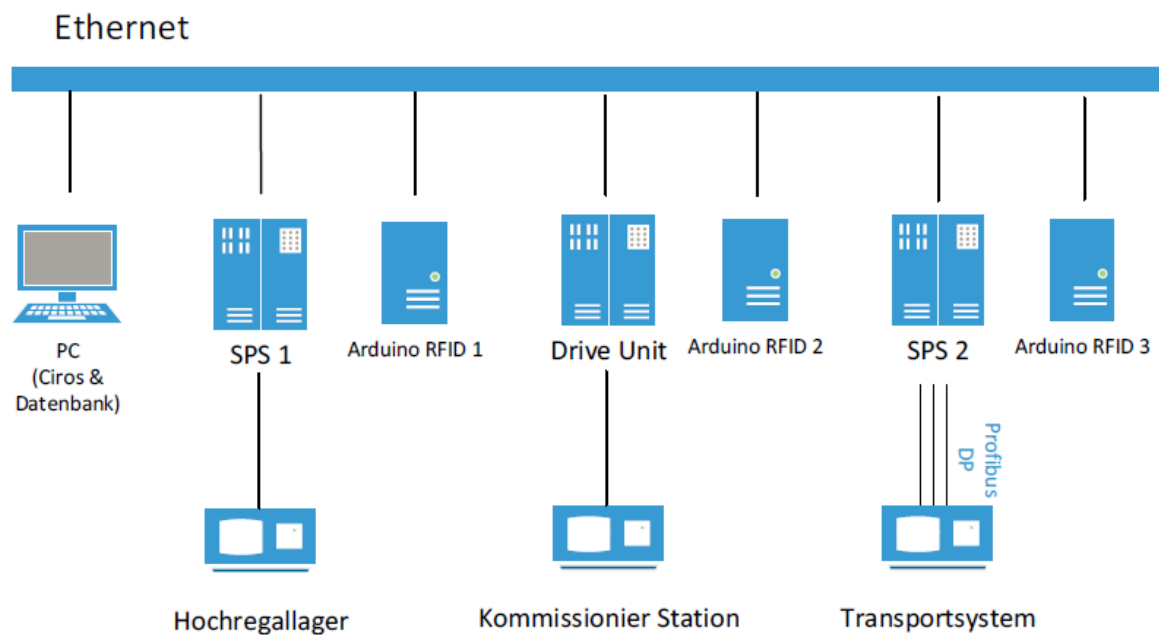 Ethernet
PC
(Ciros &
Datenbank)
SPS 1
Arduino RFID 1
Drive Unit
Arduino RFID 2
SPS 2
Arduino RFID 3
Profibus
DP
Hochregallager
Kommissionier Station
Transportsystem